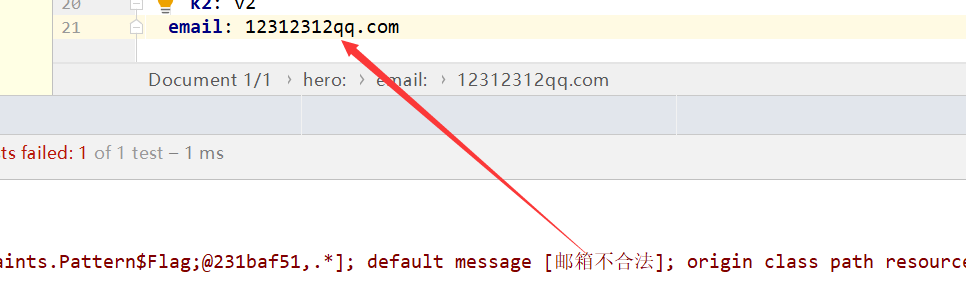 20 k2: v2
21 email: 12312312qq.com
Document 1/1 › hero: › email: › 12312312qq.com
ts failed: 1 of 1 test – 1 ms
aints.Pattern$Flag;@231baf51,.*]; default message [邮箱不合法]; origin class path resource